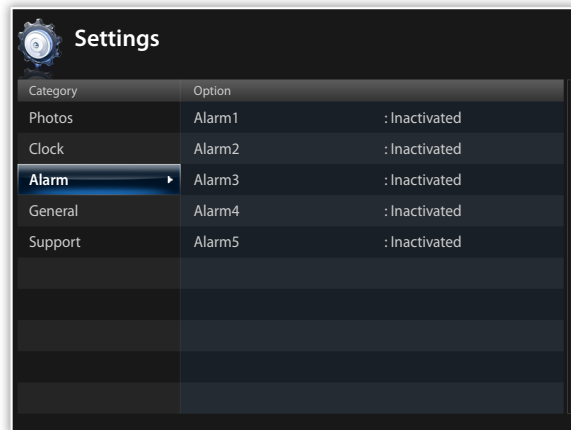 Settings
Category Option
Photos Alarm1 : Inactivated
Clock Alarm2 : Inactivated
Alarm Alarm3 : Inactivated
General Alarm4 : Inactivated
Support Alarm5 : Inactivated